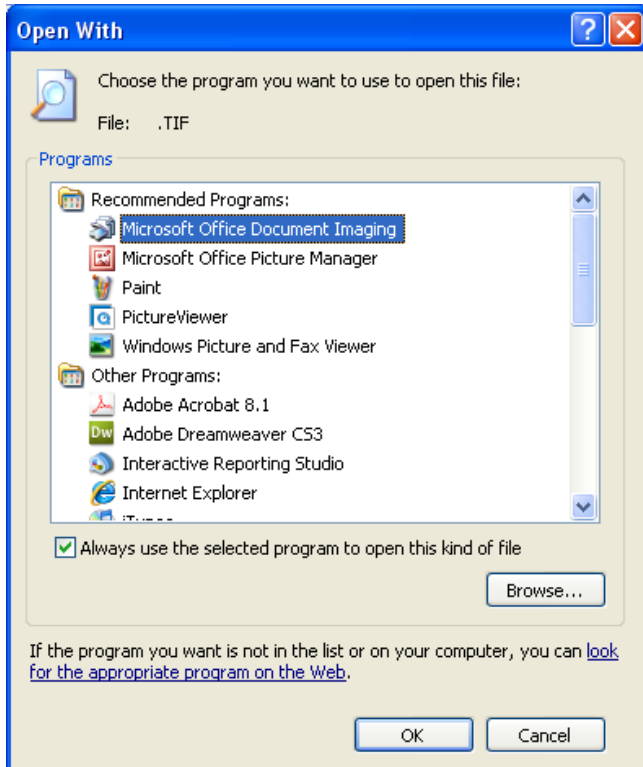 Open With
Choose the program you want to use to open this file:
File: .TIF
Programs
Recommended Programs:
Microsoft Office Document Imaging
Microsoft Office Picture Manager
Paint
PictureViewer
Windows Picture and Fax Viewer
Other Programs:
Adobe Acrobat 8.1
Dw Adobe Dreamweaver CS3
Interactive Reporting Studio
Internet Explorer
Always use the selected program to open this kind of file
Browse...
If the program you want is not in the list or on your computer, you can look
for the appropriate program on the Web.
OK Cancel